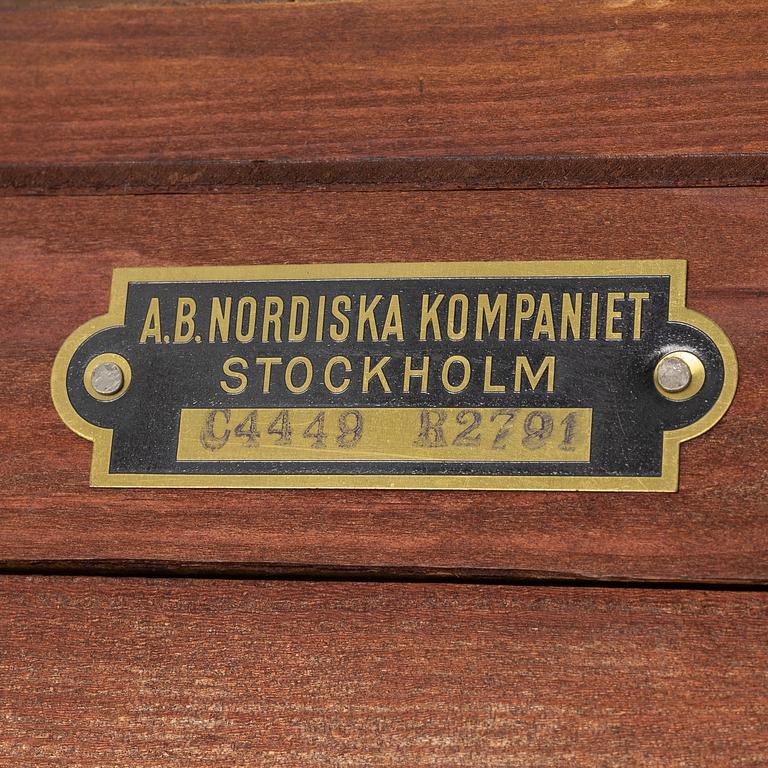 A.B. NORDISKA KOMPANIET
STOCKHOLM
C4449 R2791